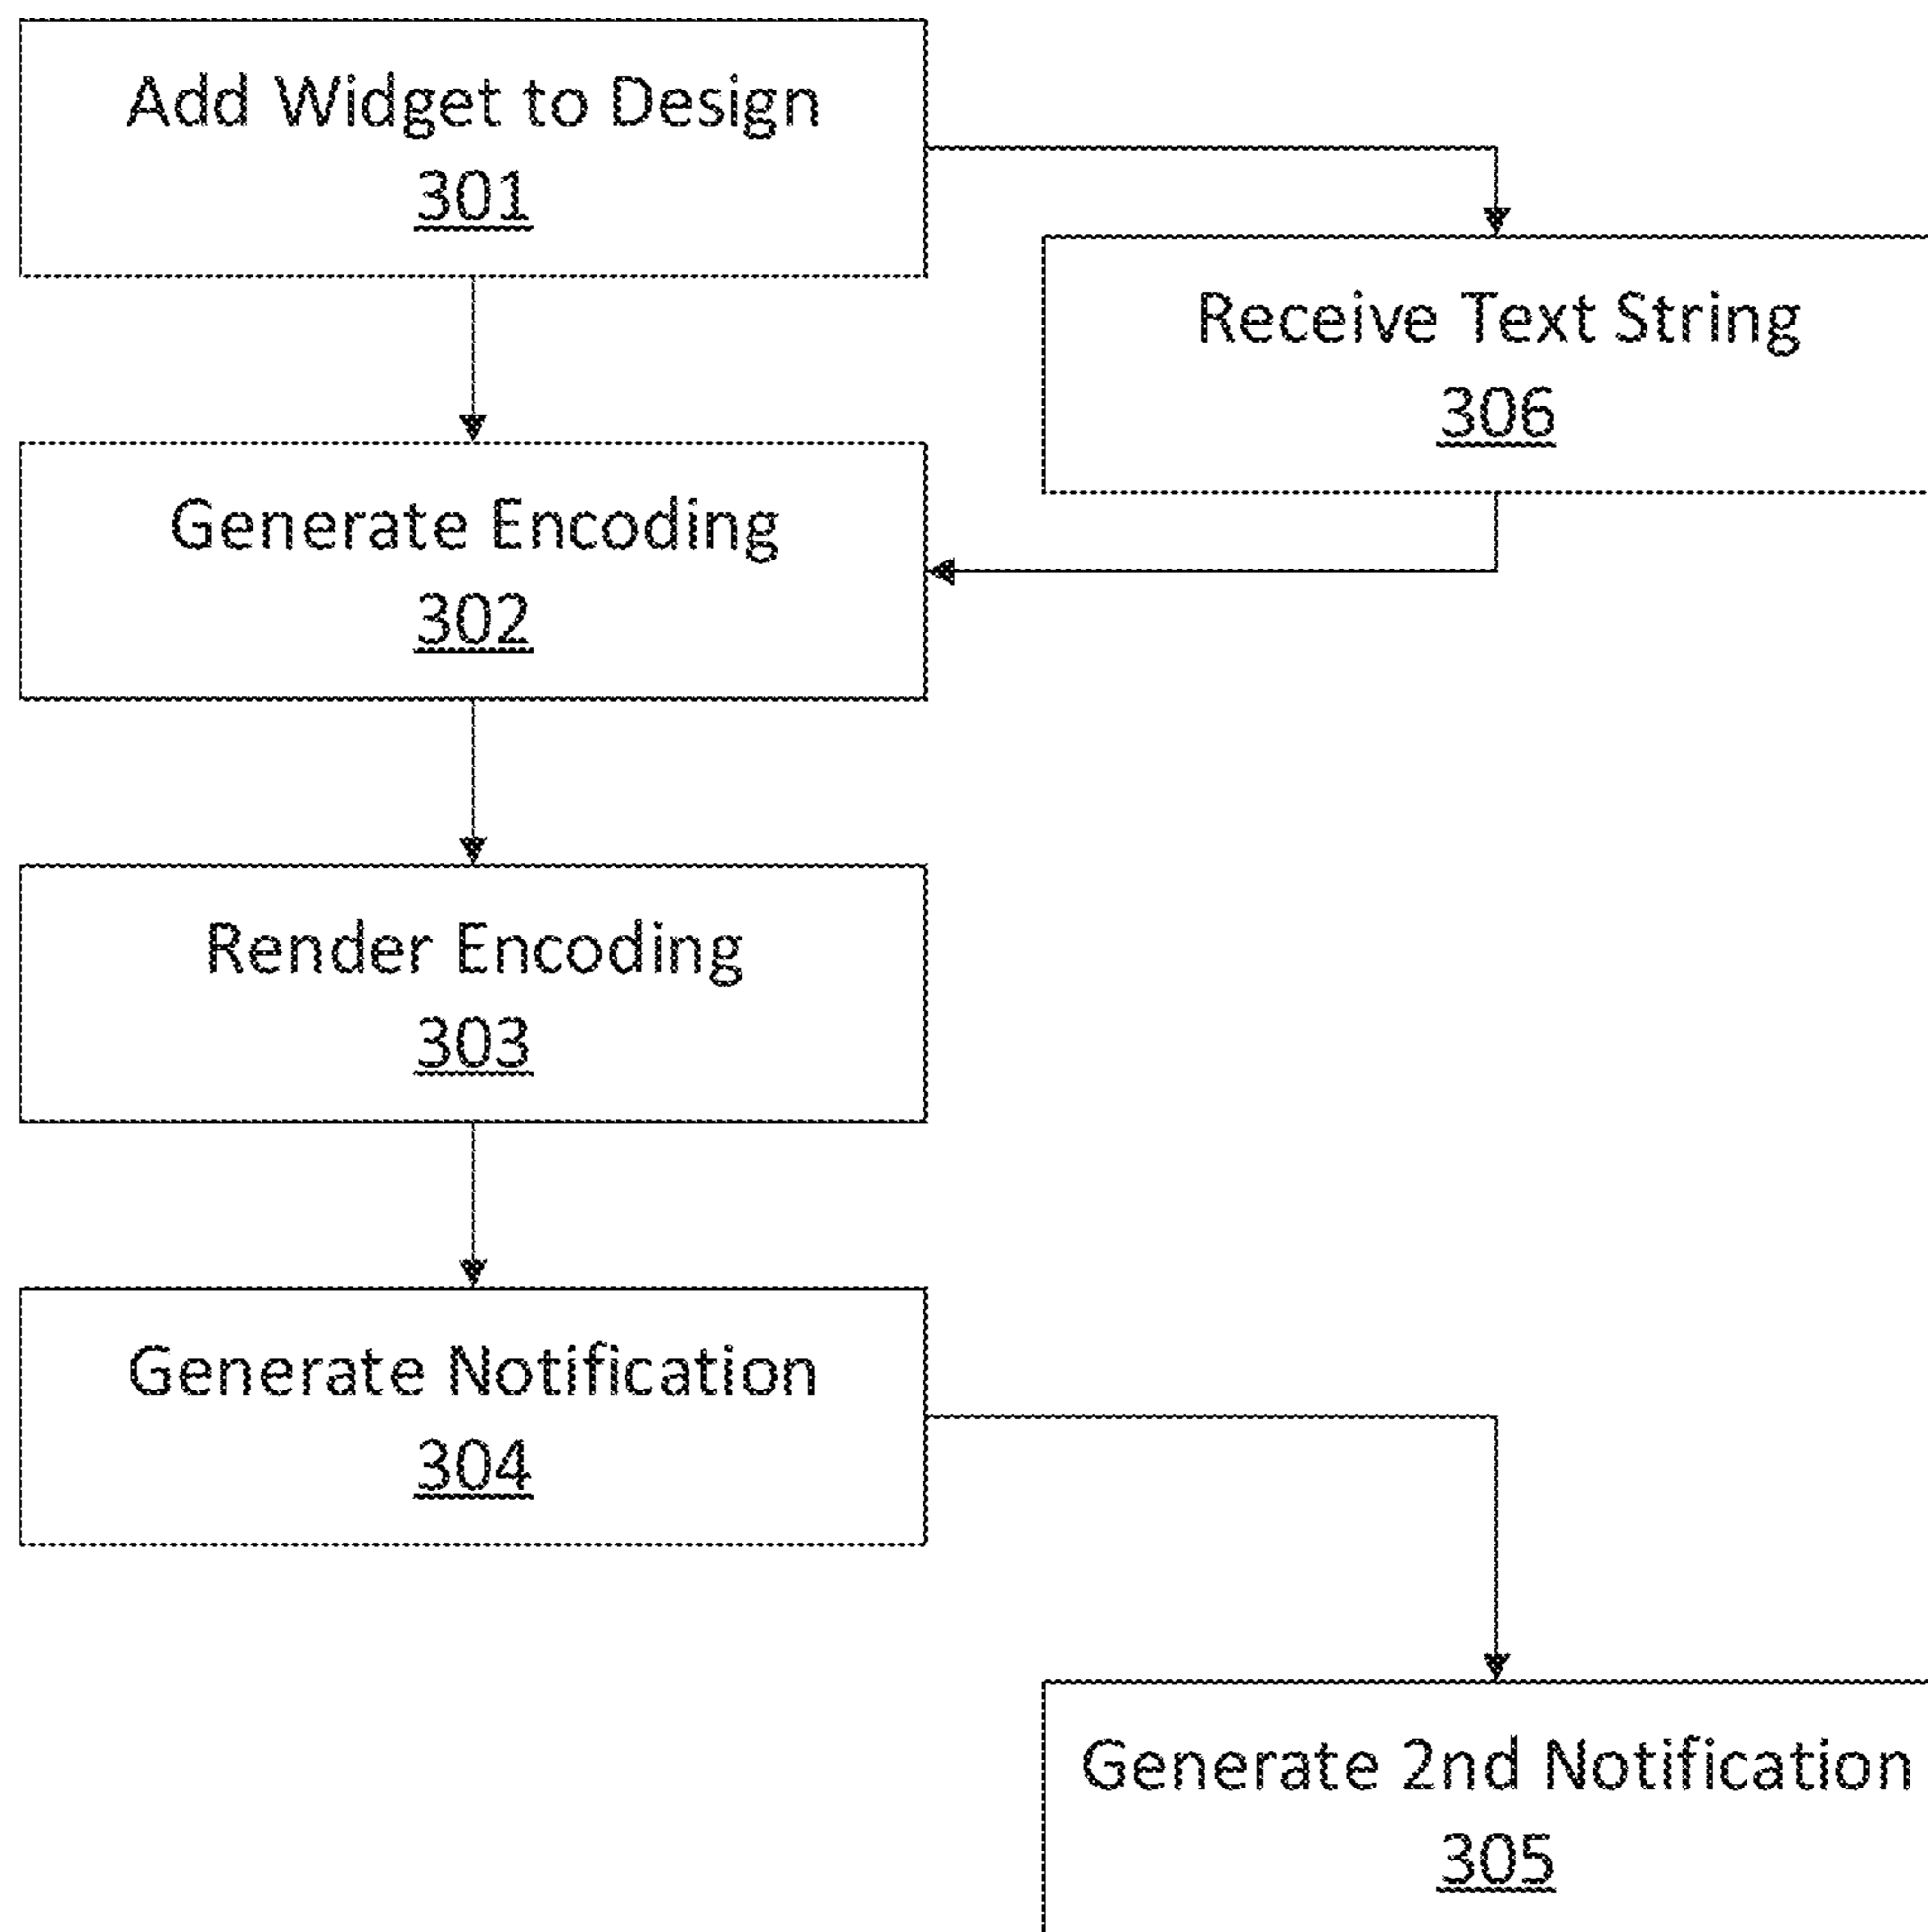 Add Widget to Design
301
Receive Text String
306
Generate Encoding
302
Render Encoding
303
Generate Notification
304
Generate 2nd Notification
305